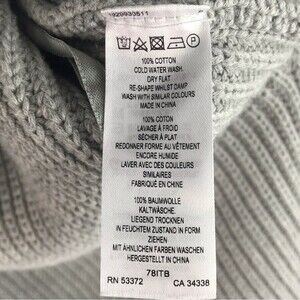 100% COTTON
COLD WATER WASH.
DRY FLAT
RE-SHAPE WHILST DAMP
WASH WITH SIMILAR COLOURS
MADE IN CHINA
100% COTON
LAVAGE À FROID
SÉCHER À PLAT
REDONNER FORME AU VÊTEMENT
ENCORE HUMIDE
LAVER AVEC DES COULEURS
SIMILAIRES
FABRIQUÉ EN CHINE
100% BAUMWOLLE
KALTWÄSCHE.
LIEGEND TROCKNEN
IN FEUCHTEM ZUSTAND IN FORM
ZIEHEN
MIT ÄHNLICHEN FARBEN WASCHEN
HERGESTELLT IN CHINA
78ITB
RN 53372 CA 34338